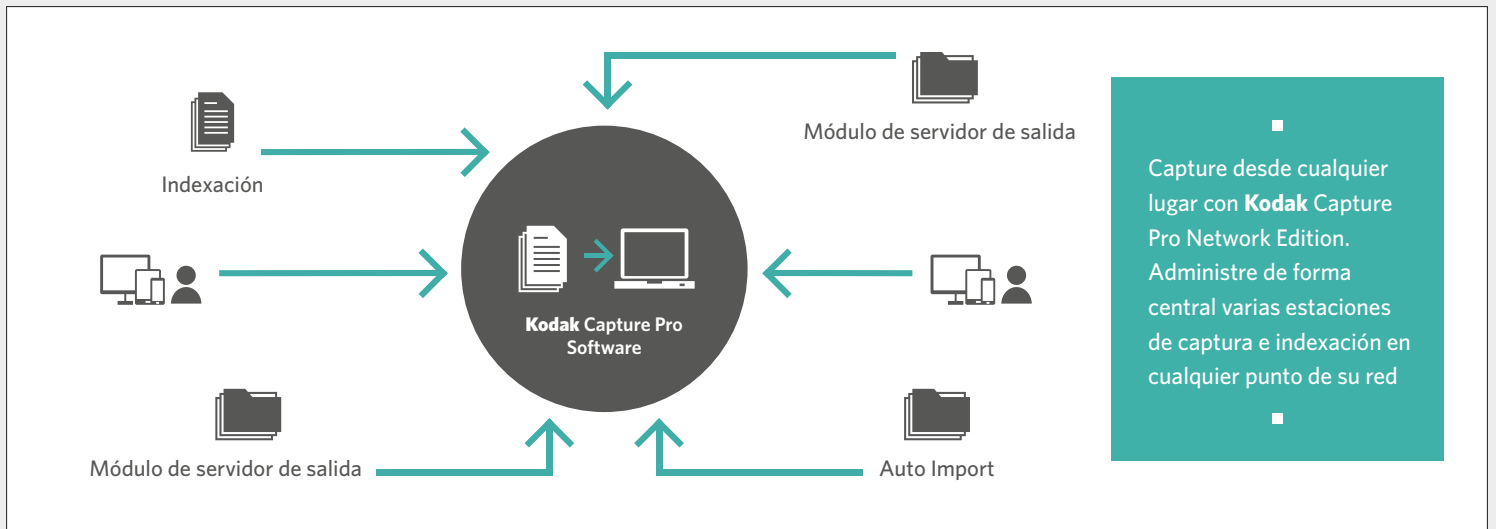 Módulo de servidor de salida
Indexación
Kodak Capture Pro
Software
Módulo de servidor de salida
Auto Import
Capture desde cualquier
lugar con Kodak Capture
Pro Network Edition.
Administre de forma
central varias estaciones
de captura e indexación en
cualquier punto de su red